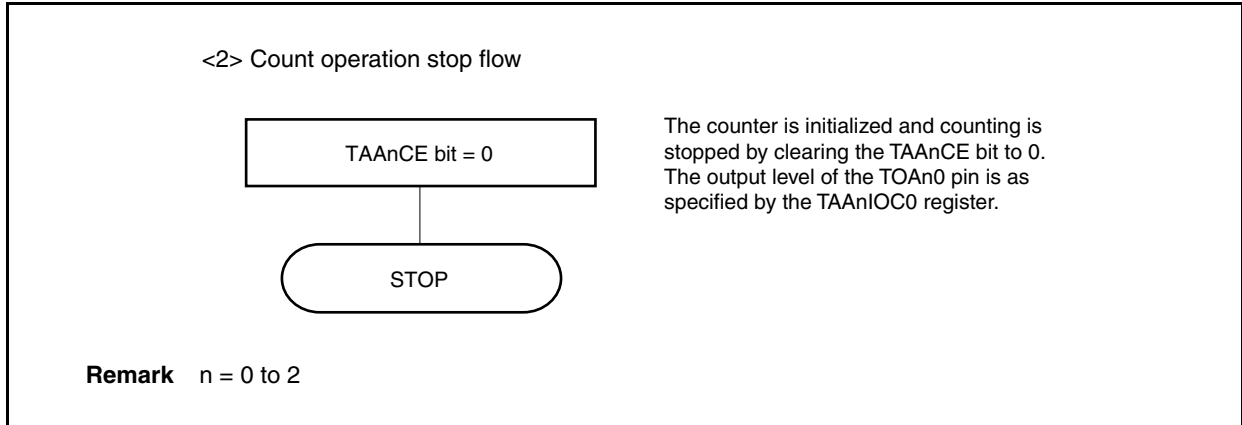 <2> Count operation stop flow
TAAnCE bit = 0
The counter is initialized and counting is
stopped by clearing the TAAnCE bit to 0.
The output level of the TOAn0 pin is as
specified by the TAAnIOC0 register.
STOP
Remark n = 0 to 2